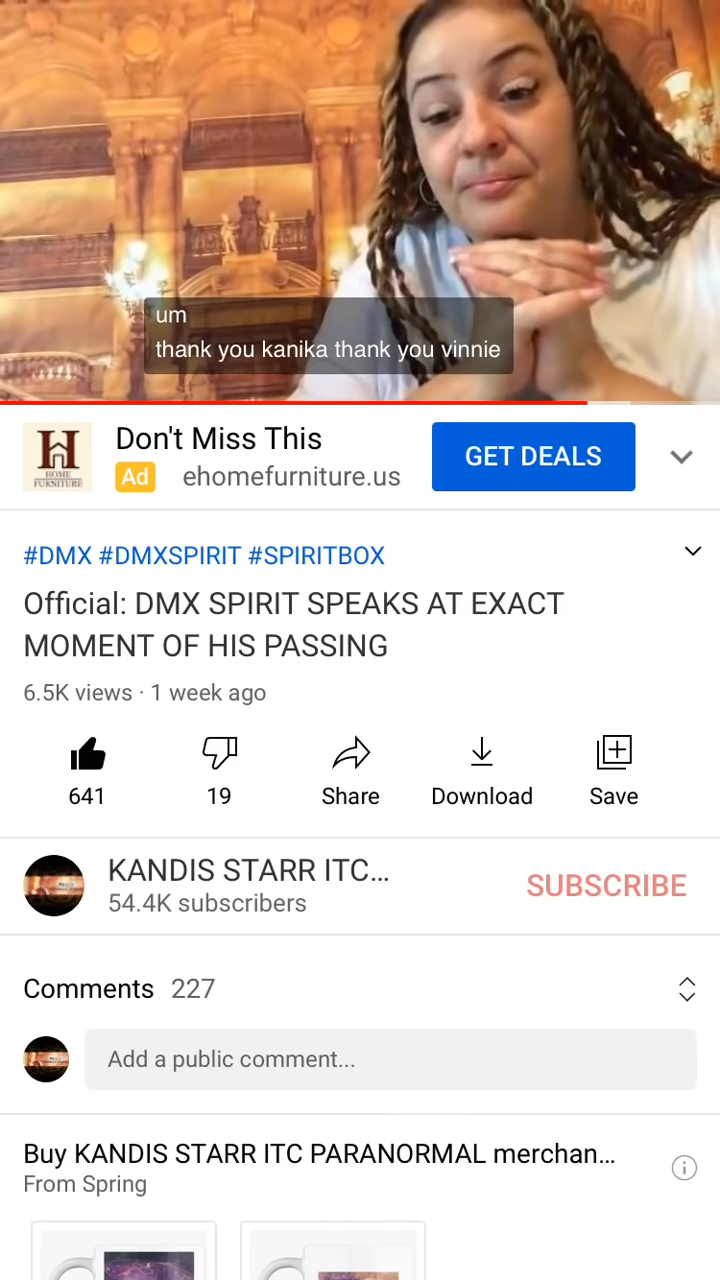 um
thank you kanika thank you vinnie
H
HOME
FURNITURE
Don't Miss This
Ad ehomefurniture.us
GET DEALS
#DMX #DMXSPIRIT #SPIRITBOX
Official: DMX SPIRIT SPEAKS AT EXACT
MOMENT OF HIS PASSING
6.5K views · 1 week ago
641 19 Share Download Save
KANDIS STARR ITC...
54.4K subscribers
SUBSCRIBE
Comments 227
Add a public comment...
Buy KANDIS STARR ITC PARANORMAL merchan...
From Spring